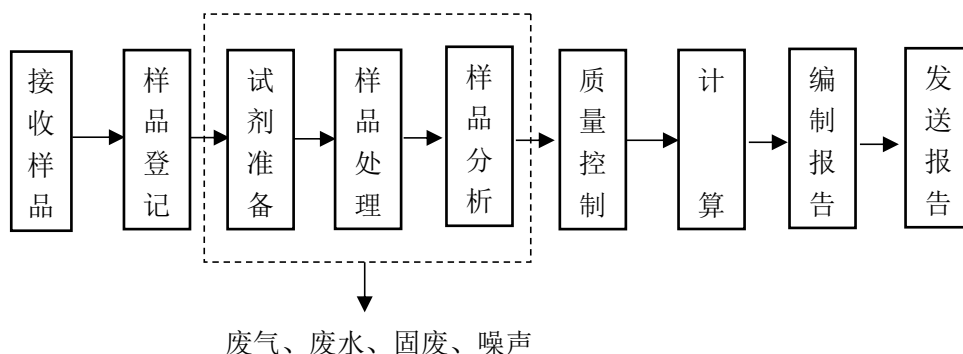 接收样品
样品登记
试剂准备
样品处理
样品分析
质量控制
计算
编制报告
发送报告
废气、废水、固废、噪声